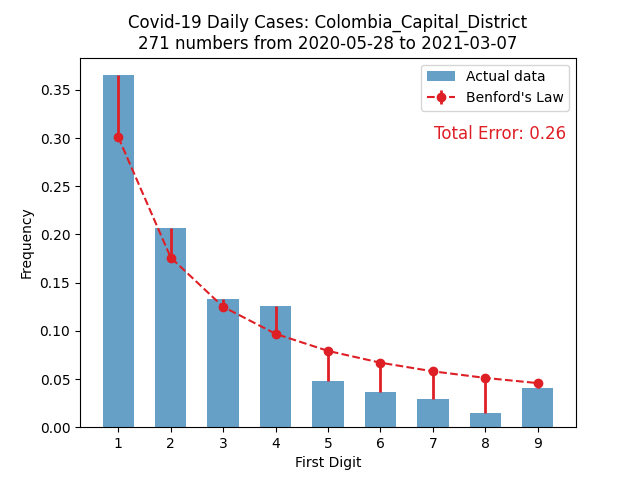 Covid-19 Daily Cases: Colombia_Capital_District
271 numbers from 2020-05-28 to 2021-03-07
Actual data
Benford's Law
Total Error: 0.26
Frequency
0.35
0.30
0.25
0.20
0.15
0.10
0.05
0.00
1 2 3 4 5 6 7 8 9
First Digit